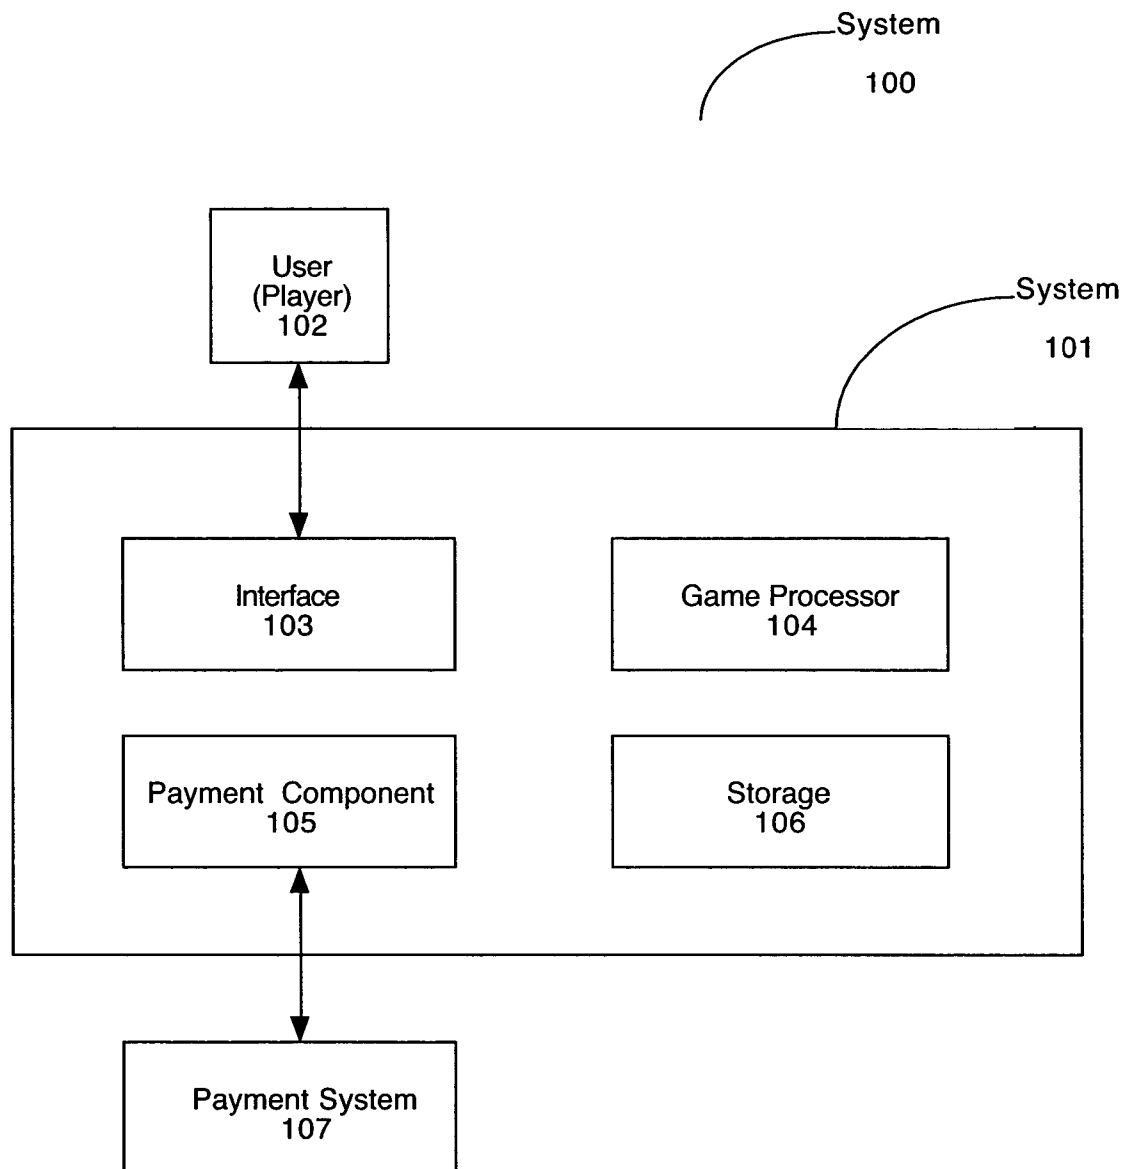 System
100
User
(Player)
102
System
101
Interface
103
Game Processor
104
Payment Component
105
Storage
106
Payment System
107